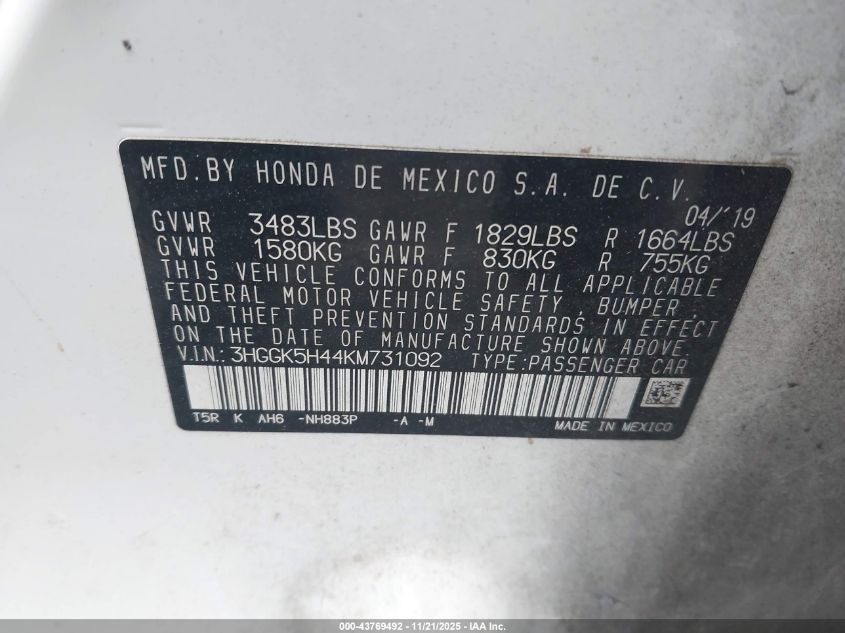 MFD. BY HONDA DE MEXICO S.A. DE C.V.
04/'19
GVWR 3483LBS GAWR F 1829LBS R 1664LBS
GVWR 1580KG GAWR F 830KG R 755KG
THIS VEHICLE CONFORMS TO ALL APPLICABLE
FEDERAL MOTOR VEHICLE SAFETY, BUMPER,
AND THEFT PREVENTION STANDARDS IN EFFECT
ON THE DATE OF MANUFACTURE SHOWN ABOVE.
V.I.N.: 3HGGK5H44KM731092 TYPE:PASSENGER CAR
T5R K AH6 -NH883P -A -M MADE IN MEXICO
000-43769492 - 11/21/2025 - IAA Inc.